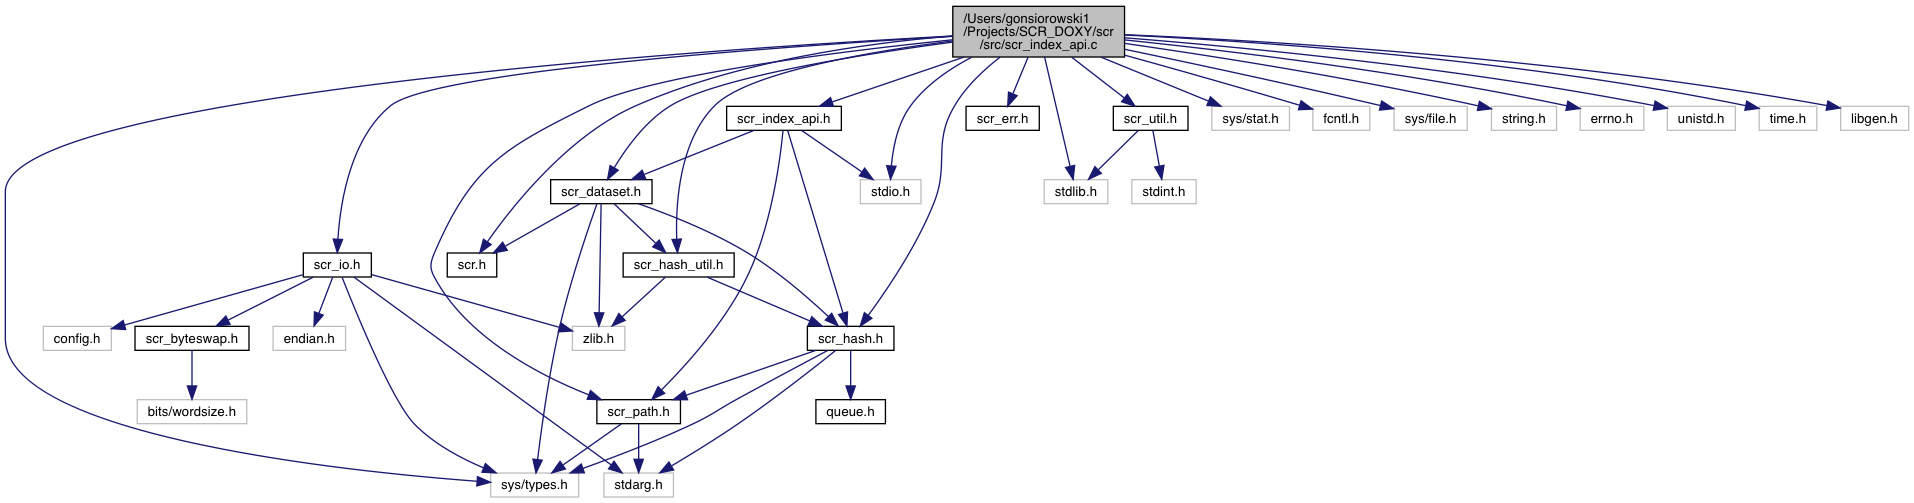 /Users/gonsiorowski1
/Projects/SCR_DOXY/scr
/src/scr_index_api.c
scr_index_api.h
scr_err.h
scr_util.h
sys/stat.h
fcntl.h
sys/file.h
string.h
errno.h
unistd.h
time.h
libgen.h
scr_dataset.h
stdio.h
stdlib.h
stdint.h
scr_io.h
scr.h
scr_hash_util.h
config.h
scr_byteswap.h
endian.h
zlib.h
scr_hash.h
bits/wordsize.h
scr_path.h
queue.h
sys/types.h
stdarg.h